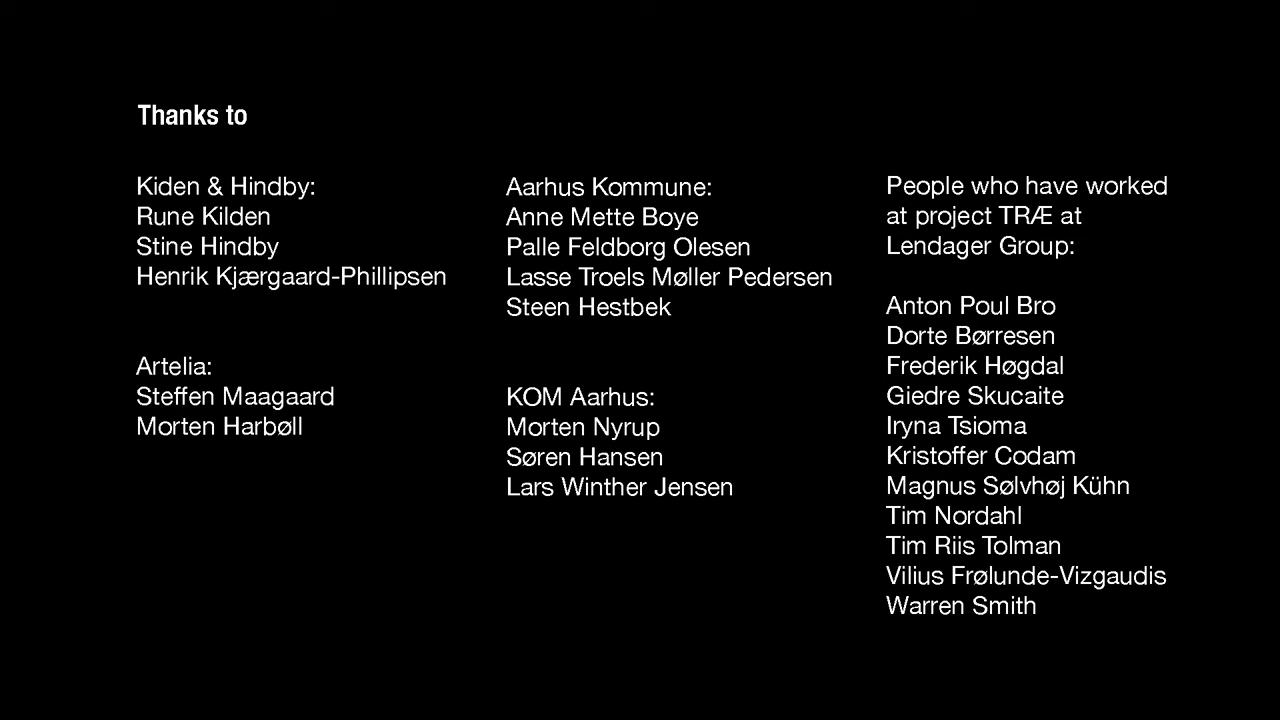 Thanks to
Kiden & Hindby:
Rune Kilden
Stine Hindby
Henrik Kjærgaard-Phillipsen
Artelia:
Steffen Maagaard
Morten Harbøll
Aarhus Kommune:
Anne Mette Boye
Palle Feldborg Olesen
Lasse Troels Møller Pedersen
Steen Hestbek
KOM Aarhus:
Morten Nyrup
Søren Hansen
Lars Winther Jensen
People who have worked
at project TRÆ at
Lendager Group:
Anton Poul Bro
Dorte Børresen
Frederik Høgdal
Giedre Skucaite
Iryna Tsioma
Kristoffer Codam
Magnus Sølvhøj Kühn
Tim Nordahl
Tim Riis Tolman
Vilius Frølunde-Vizgaudis
Warren Smith